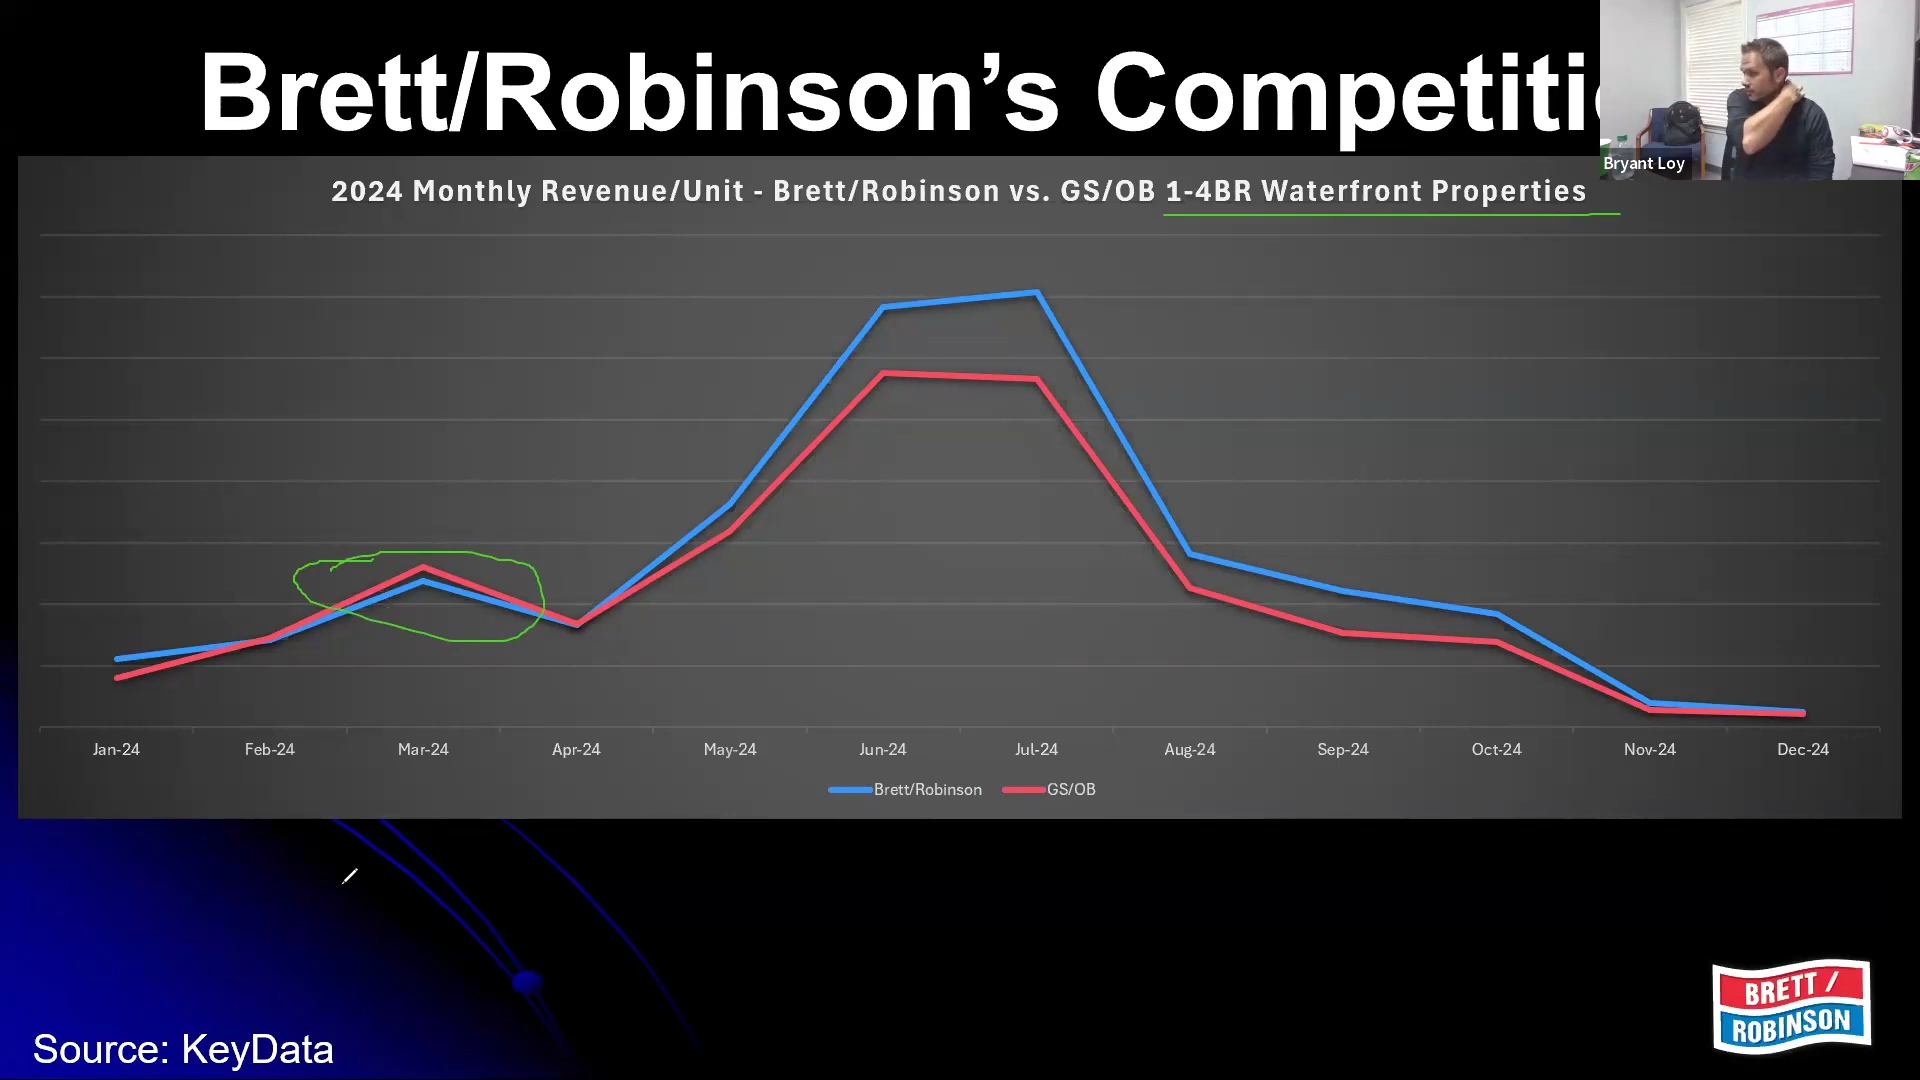 Brett/Robinson’s Competiti
Bryant Loy
2024 Monthly Revenue/Unit - Brett/Robinson vs. GS/OB 1-4BR Waterfront Properties
Jan-24 Feb-24 Mar-24 Apr-24 May-24 Jun-24 Jul-24 Aug-24 Sep-24 Oct-24 Nov-24 Dec-24
Brett/Robinson GS/OB
BRETT /
ROBINSON
Source: KeyData